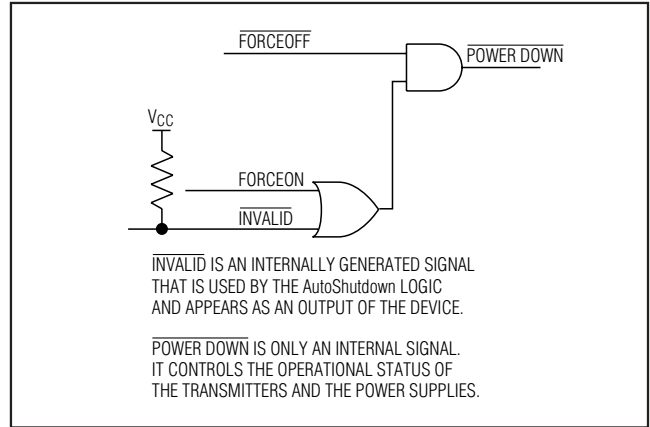 FORCEOFF
POWER DOWN
VCC
FORCEON
INVALID
INVALID IS AN INTERNALLY GENERATED SIGNAL
THAT IS USED BY THE AutoShutdown LOGIC
AND APPEARS AS AN OUTPUT OF THE DEVICE.
POWER DOWN IS ONLY AN INTERNAL SIGNAL.
IT CONTROLS THE OPERATIONAL STATUS OF
THE TRANSMITTERS AND THE POWER SUPPLIES.